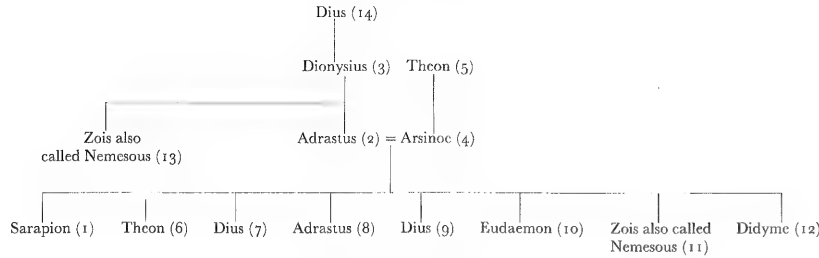 Dius (14)
Dionysius (3) Theon (5)
Zois also
called Nemesous (13)
Adrastus (2) = Arsinoe (4)
Sarapion (1) Theon (6) Dius (7) Adrastus (8) Dius (9) Eudaemon (10) Zois also called
Nemesous (11)
Didyme (12)